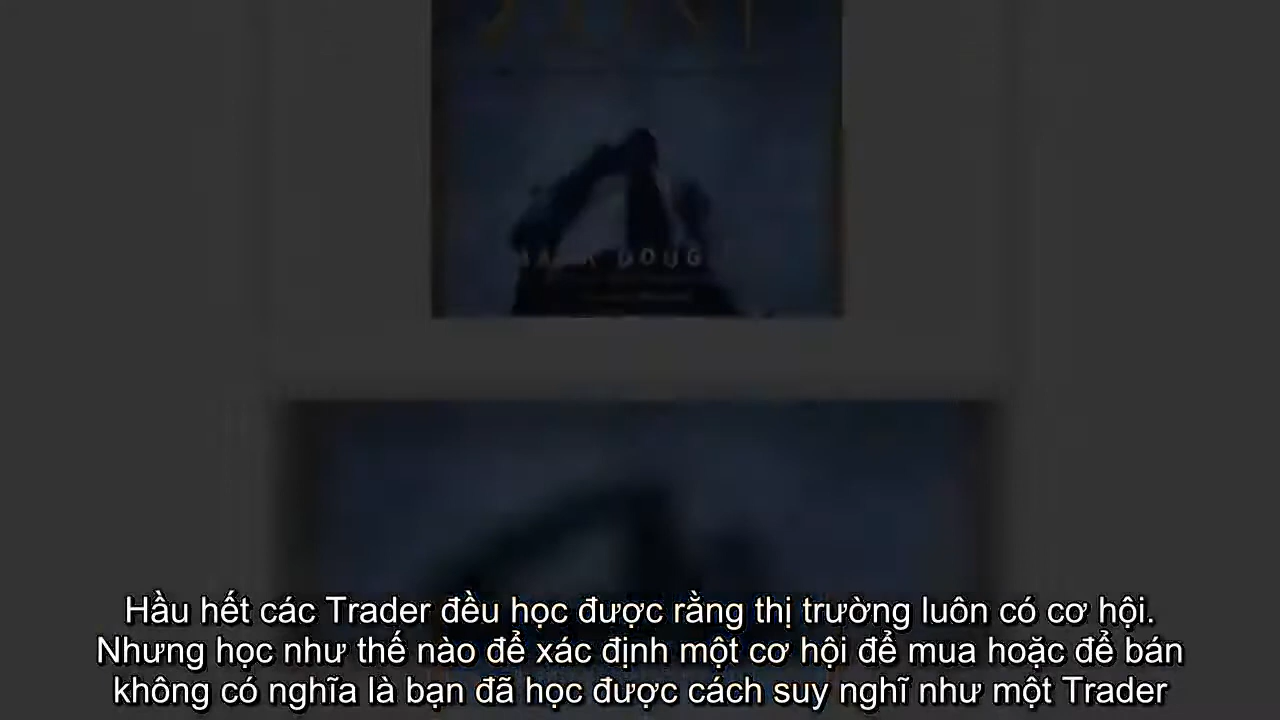 Hầu hết các Trader đều học được rằng thị trường luôn có cơ hội.
Nhưng học như thế nào để xác định một cơ hội để mua hoặc để bán
không có nghĩa là bạn đã học được cách suy nghĩ như một Trader